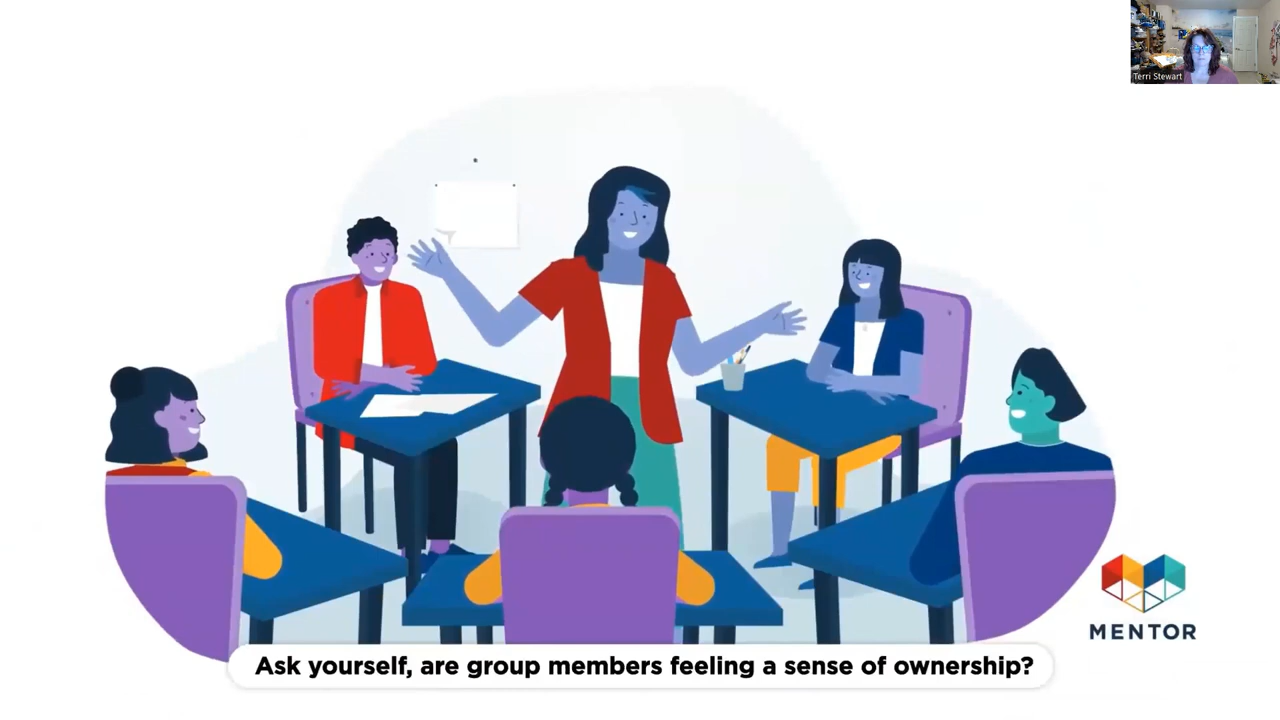 Terri Stewart
MENTOR
Ask yourself, are group members feeling a sense of ownership?